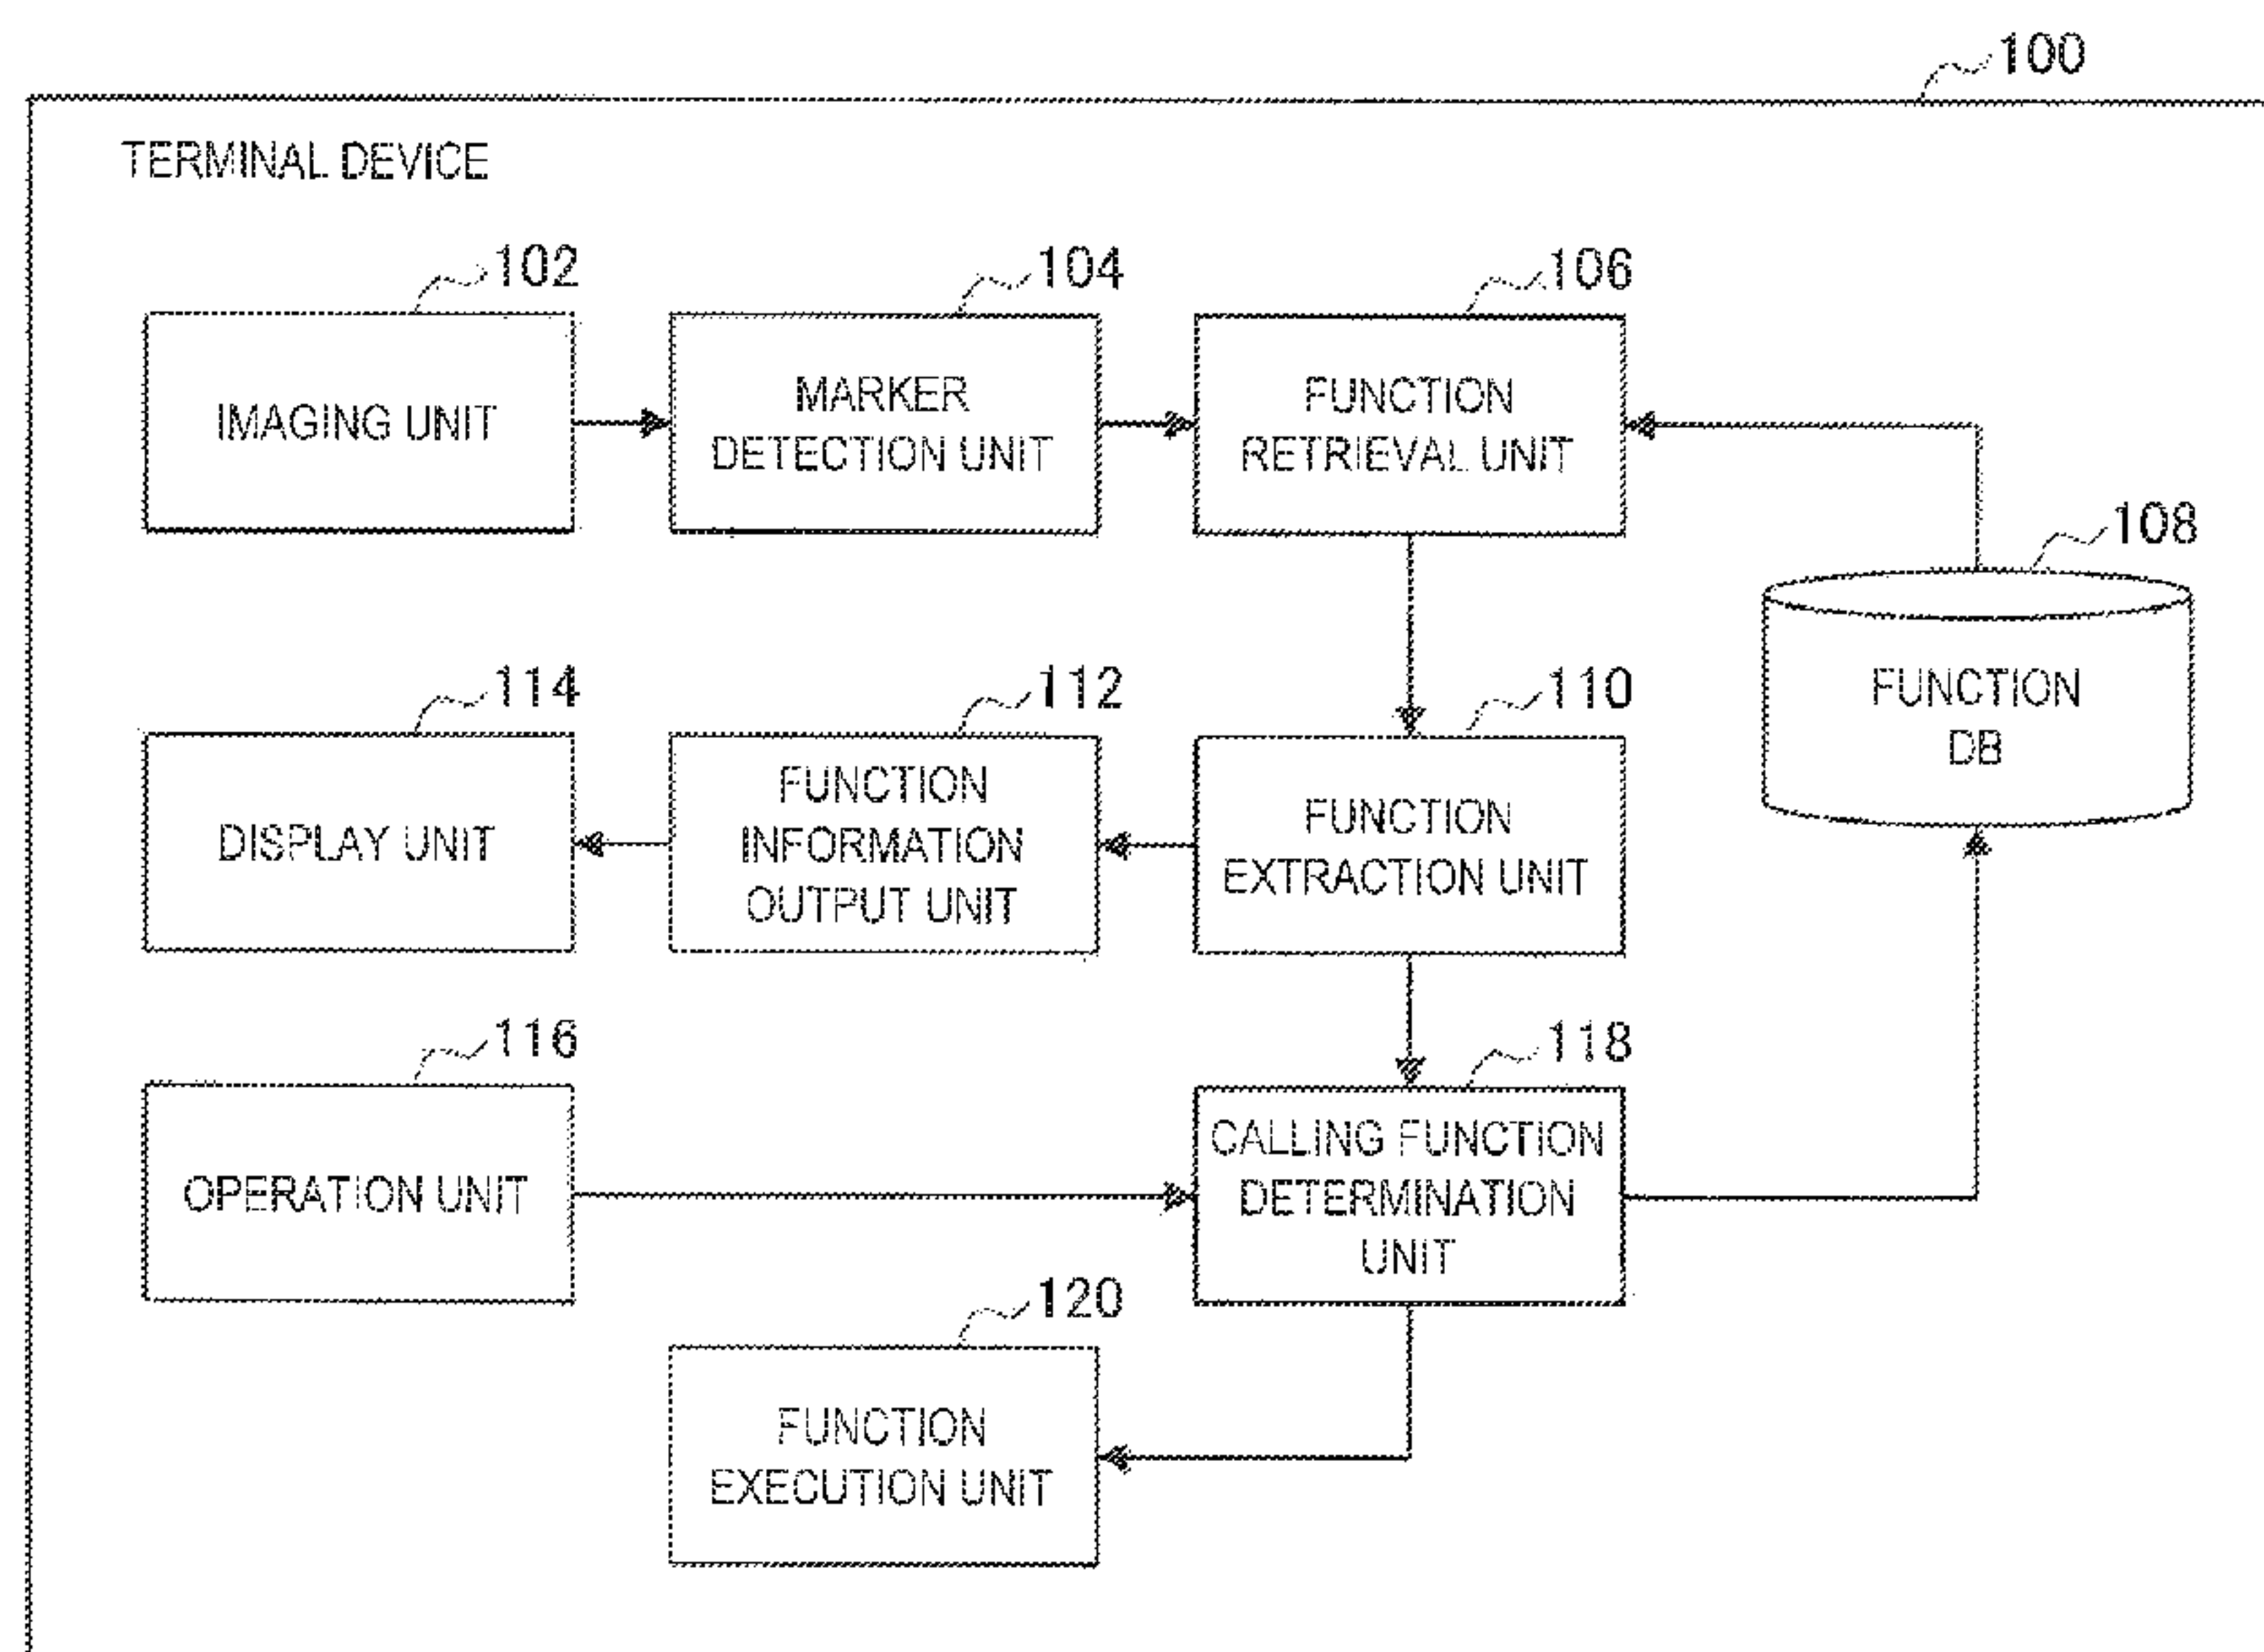 100
TERMINAL DEVICE
102
104
106
IMAGING UNIT
MARKER
DETECTION UNIT
FUNCTION
RETRIEVAL UNIT
108
FUNCTION
DB
114
112
110
DISPLAY UNIT
FUNCTION
INFORMATION
OUTPUT UNIT
FUNCTION
EXTRACTION UNIT
116
118
OPERATION UNIT
CALLING FUNCTION
DETERMINATION
UNIT
120
FUNCTION
EXECUTION UNIT